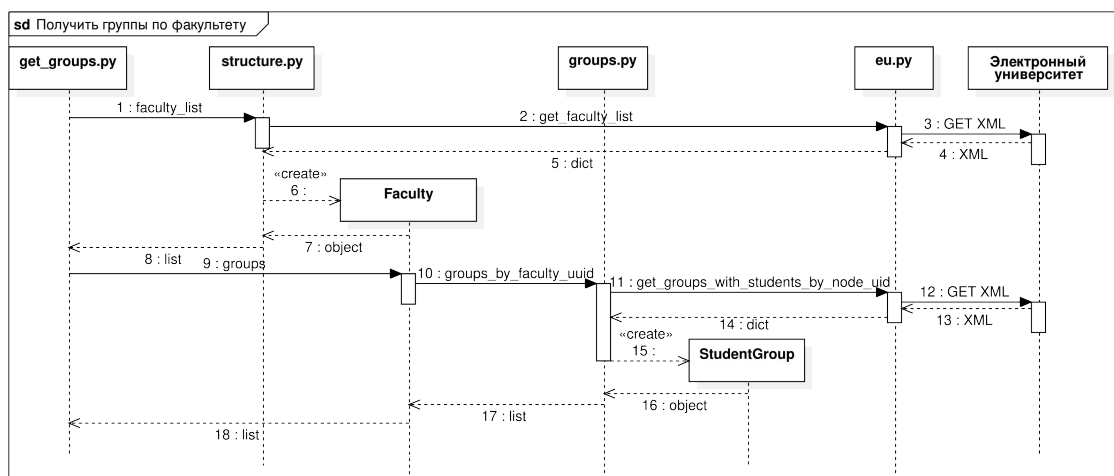 sd Получить группы по факультету
get_groups.py
structure.py
groups.py
eu.py
Электронный
университет
1 : faculty_list
2 : get_faculty_list
3 : GET XML
4 : XML
5 : dict
«create»
6 :
Faculty
7 : object
8 : list
9 : groups
10 : groups_by_faculty_uuid
11 : get_groups_with_students_by_node_uid
12 : GET XML
13 : XML
14 : dict
«create»
15 :
StudentGroup
16 : object
17 : list
18 : list